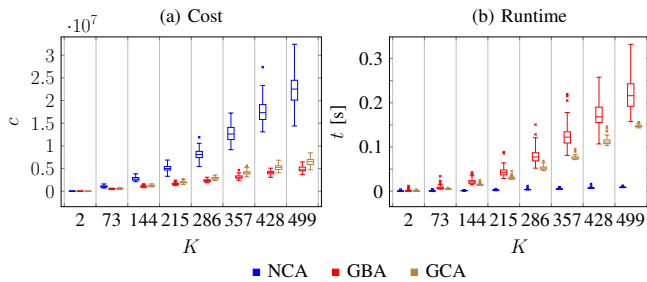 (a) Cost
(b) Runtime
·10⁷
3
2.5
2
1.5
1
0.5
0
c
2 73 144 215 286 357 428 499
K
0.3
0.2
0.1
0
t [s]
2 73 144 215 286 357 428 499
K
NCA GBA GCA